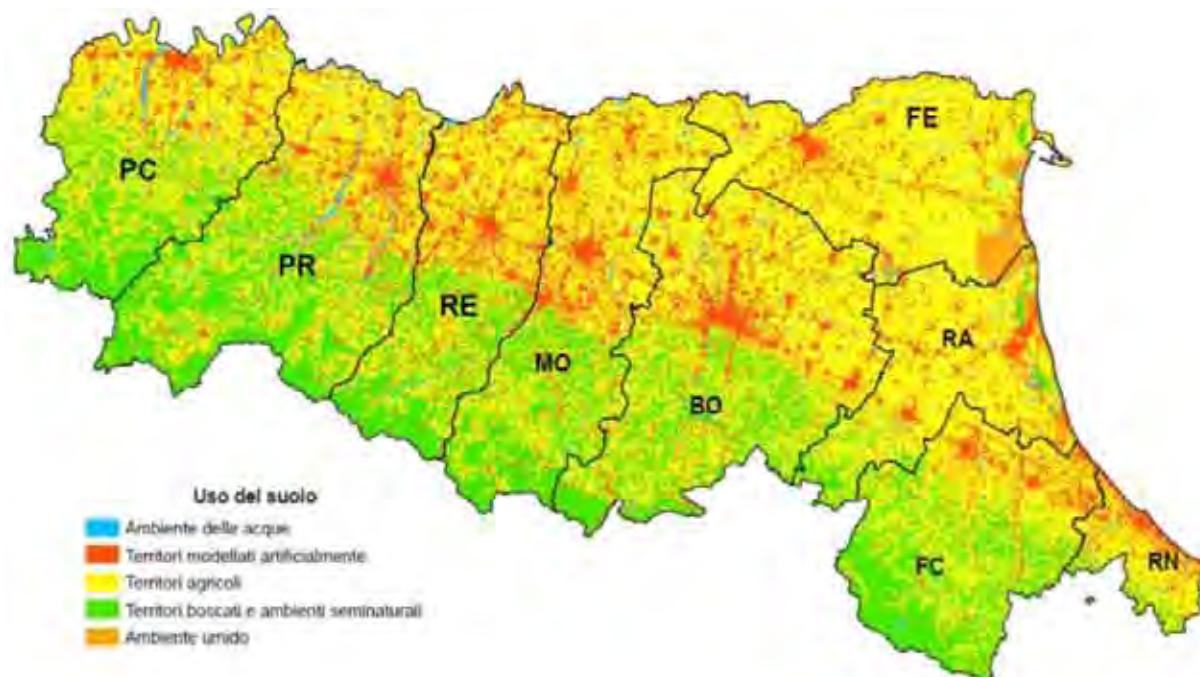 FE
PC
PR
RE
RA
MO
BO
FC
RN
Uso del suolo
Ambiente delle acque
Territori modellati artificialmente
Territori agricoli
Territori boscati e ambienti seminaturali
Ambiente umido